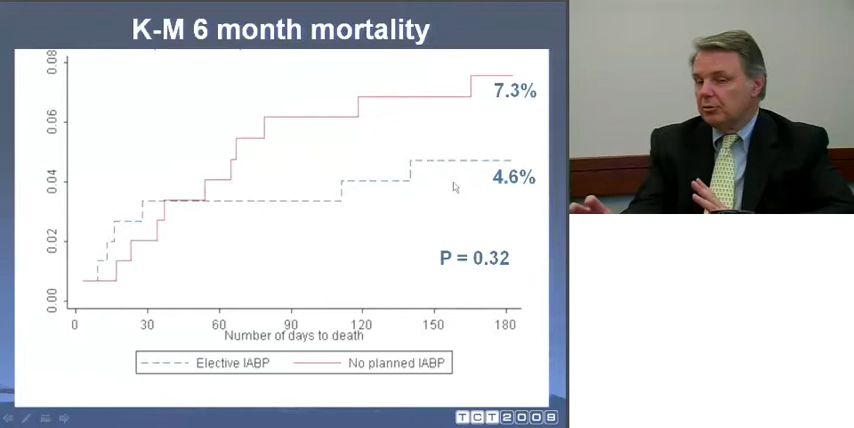 K-M 6 month mortality
0.08
0.06
0.04
0.02
0.00
7.3%
4.6%
P = 0.32
0 30 60 90 120 150 180
Number of days to death
Elective IABP No planned IABP
TCT2009